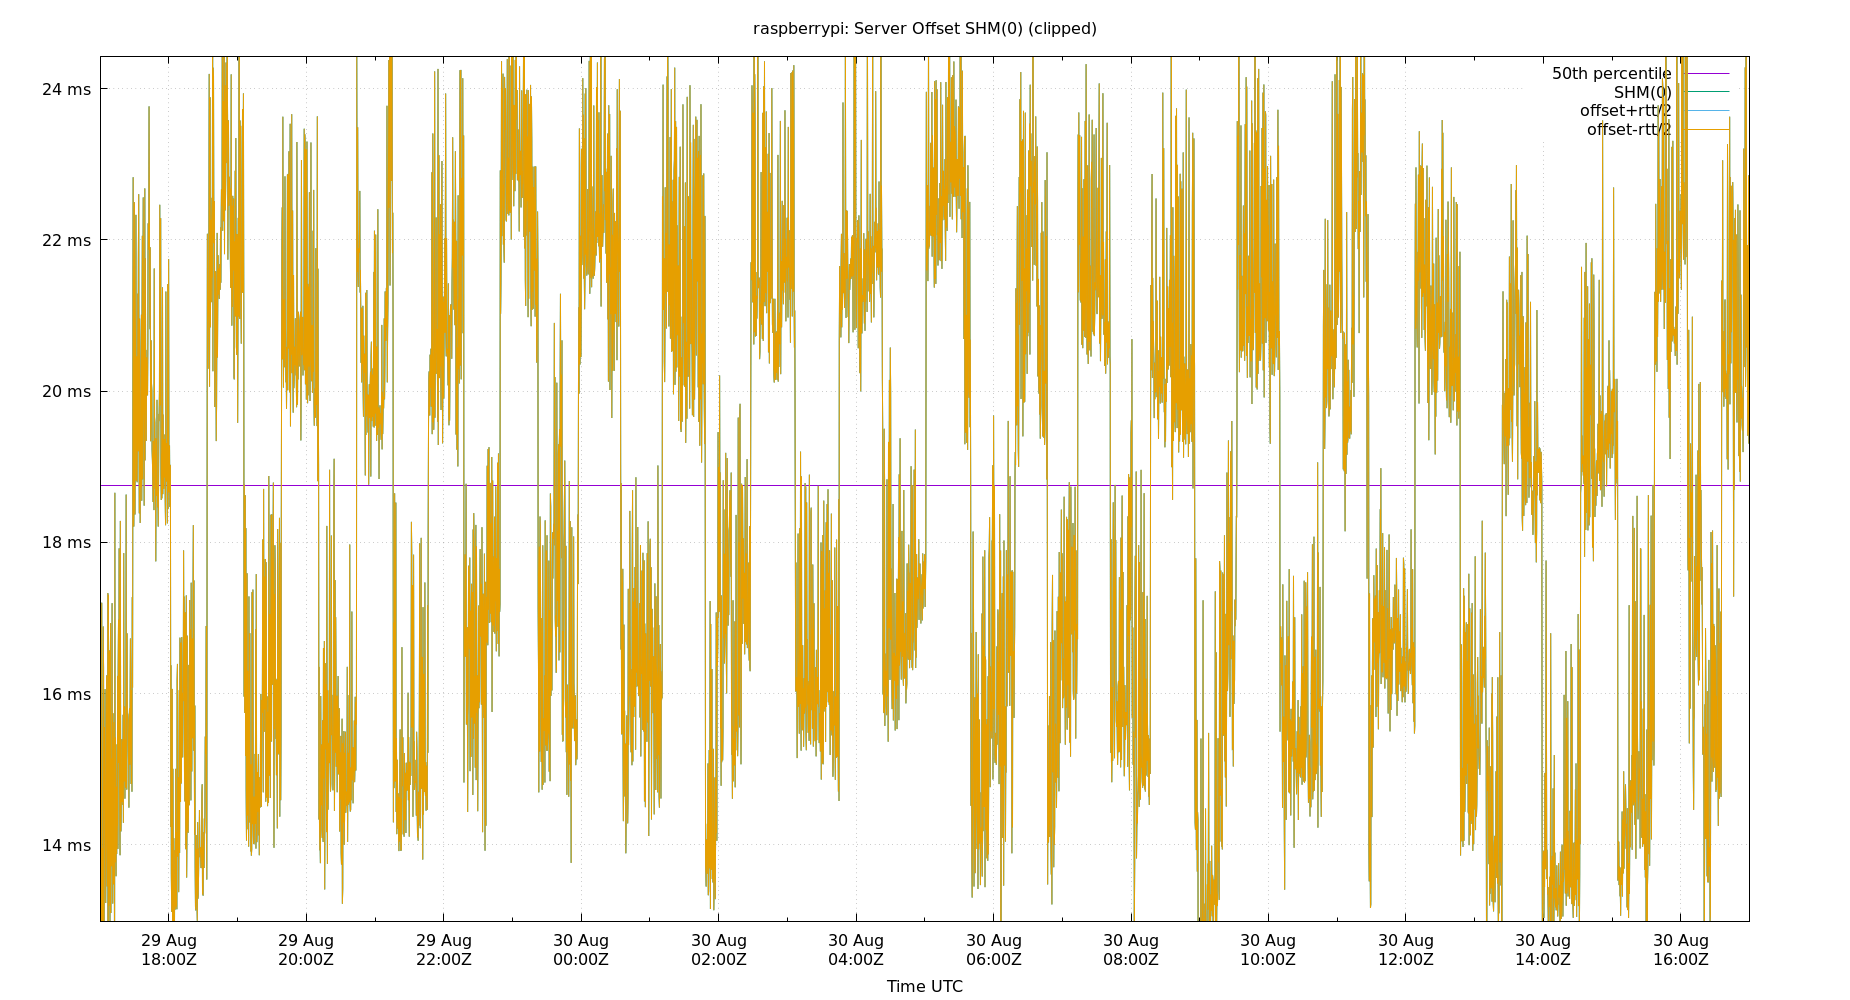 raspberrypi: Server Offset SHM(0) (clipped)
50th percentile
SHM(0)
offset+rtt/2
offset-rtt/2
24 ms
22 ms
20 ms
18 ms
16 ms
14 ms
29 Aug 29 Aug 29 Aug 30 Aug 30 Aug 30 Aug 30 Aug 30 Aug 30 Aug 30 Aug 30 Aug 30 Aug
18:00Z 20:00Z 22:00Z 00:00Z 02:00Z 04:00Z 06:00Z 08:00Z 10:00Z 12:00Z 14:00Z 16:00Z
Time UTC